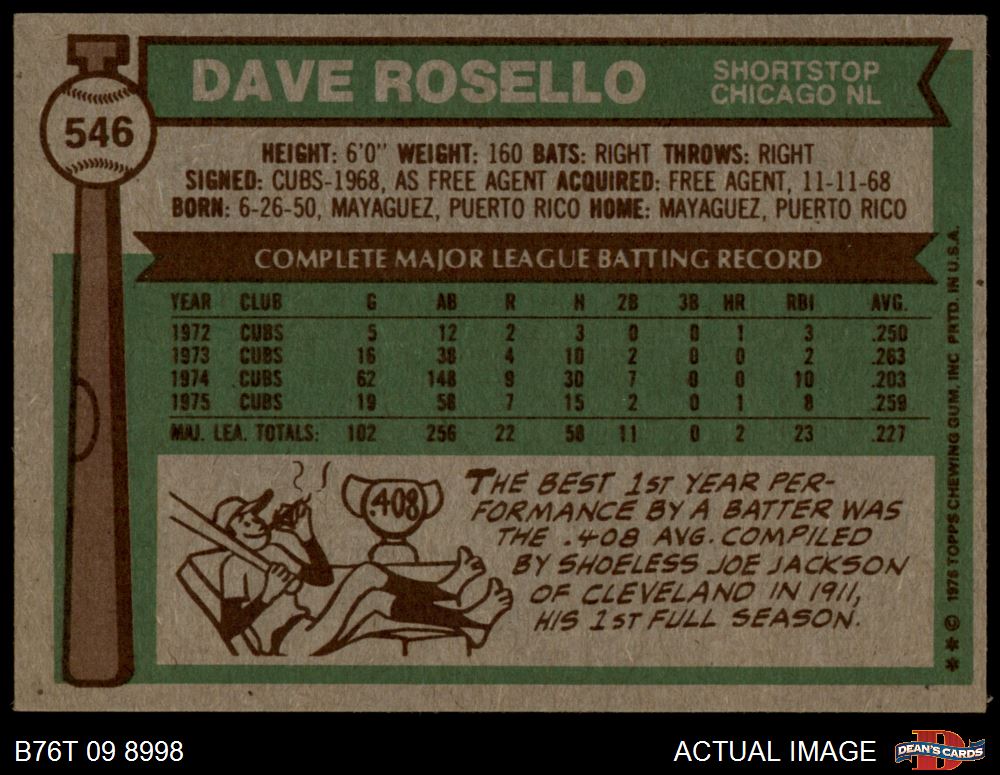 546
DAVE ROSELLO
SHORTSTOP
CHICAGO NL
HEIGHT: 6'0" WEIGHT: 160 BATS: RIGHT THROWS: RIGHT
SIGNED: CUBS-1968, AS FREE AGENT ACQUIRED: FREE AGENT, 11-11-68
BORN: 6-26-50, MAYAGUEZ, PUERTO RICO HOME: MAYAGUEZ, PUERTO RICO
COMPLETE MAJOR LEAGUE BATTING RECORD
YEAR CLUB G AB R H 2B 3B HR RBI AVG.
1972 CUBS 5 12 2 3 0 0 1 3 .250
1973 CUBS 16 38 4 10 2 0 0 2 .263
1974 CUBS 62 148 9 30 7 0 0 10 .203
1975 CUBS 19 58 7 15 2 0 1 8 .259
MAJ. LEA. TOTALS: 102 256 22 58 11 0 2 23 .227
.408
THE BEST 1ST YEAR PER-
FORMANCE BY A BATTER WAS
THE .408 AVG. COMPILED
BY SHOELESS JOE JACKSON
OF CLEVELAND IN 1911,
HIS 1ST FULL SEASON.
** © 1976 TOPPS CHEWING GUM, INC. PRTD. IN U.S.A.
B76T 09 8998
ACTUAL IMAGE
D
DEAN'S CARDS